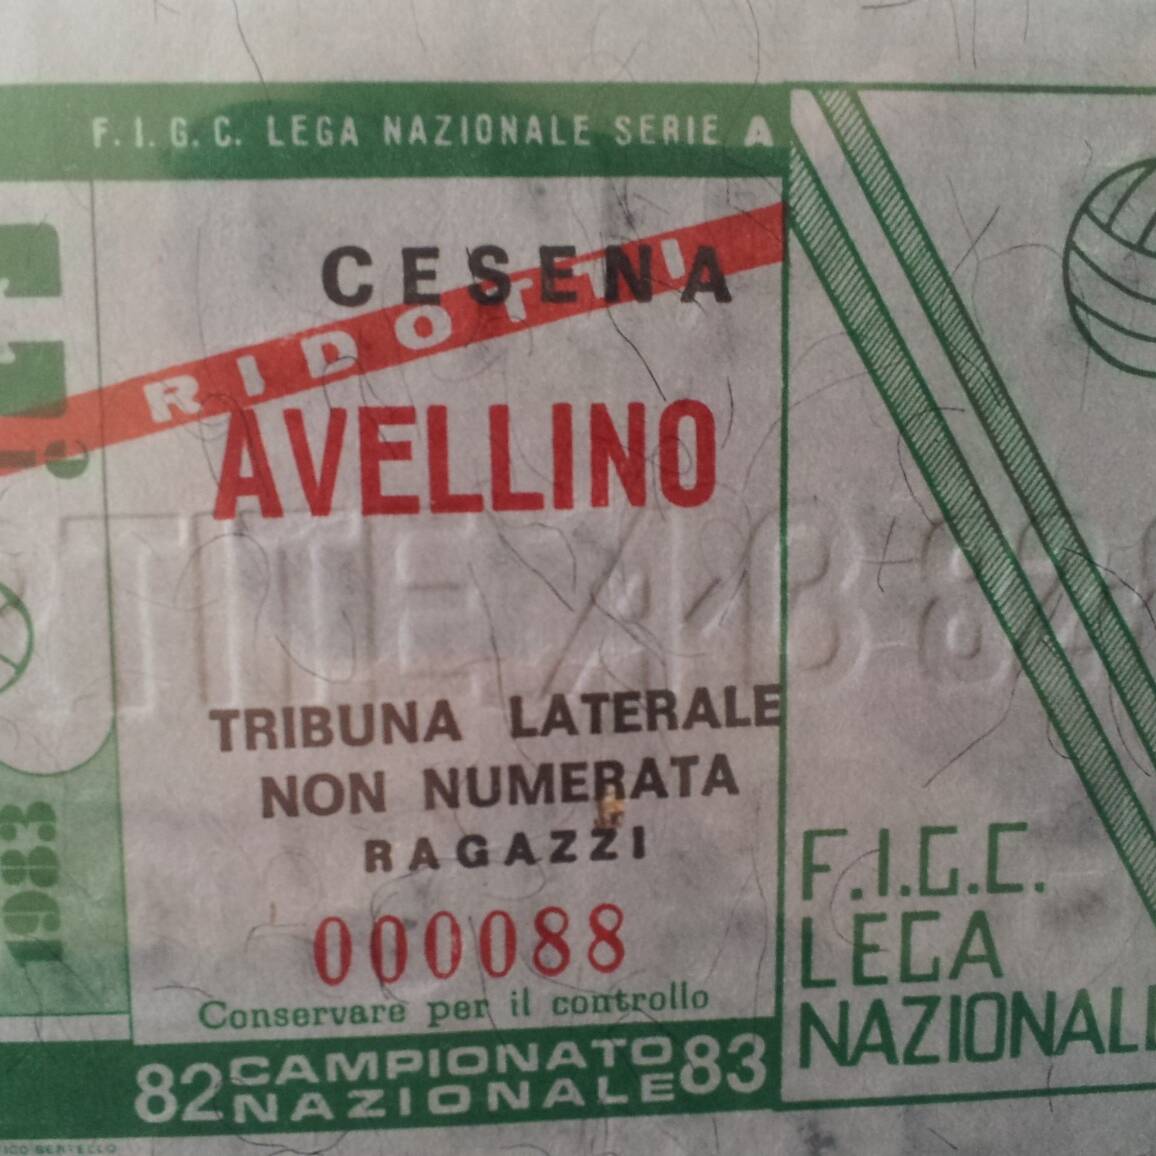 F.I.G.C. LEGA NAZIONALE SERIE A
CESENA
RIDOTTI
AVELLINO
TRIBUNA LATERALE
NON NUMERATA
RAGAZZI
000088
Conservare per il controllo
82 CAMPIONATO NAZIONALE 83
1983
F.I.G.C.
LEGA
NAZIONALE